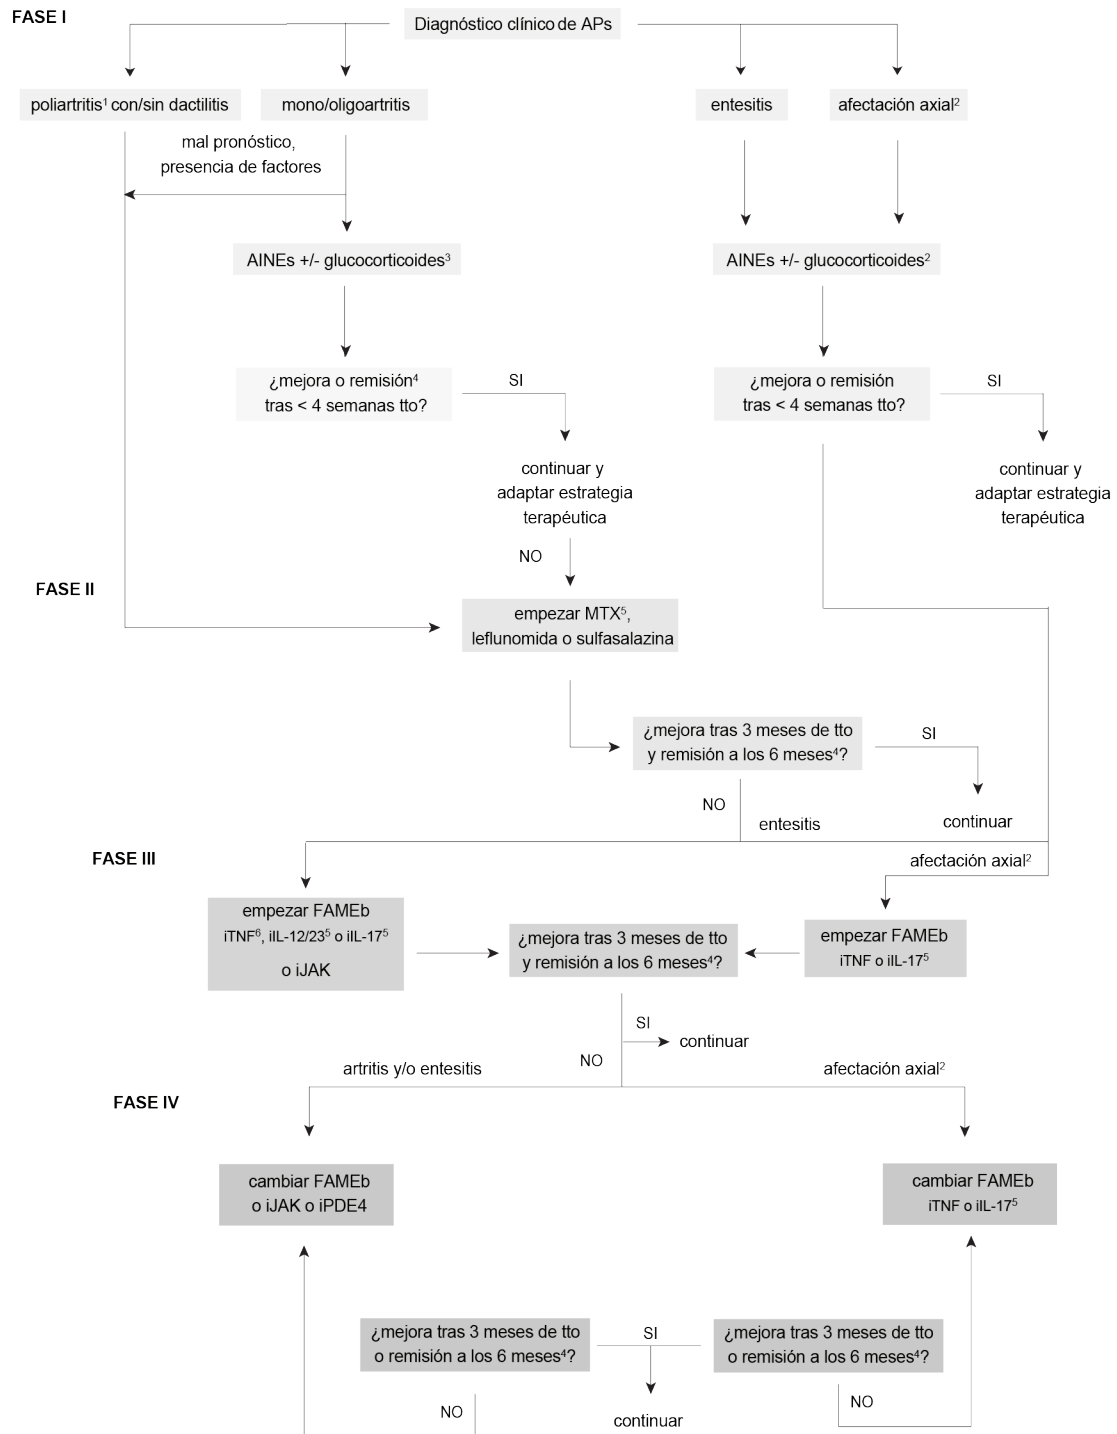 FASE I
Diagnóstico clínico de APs
poliartritis¹ con/sin dactilitis
mono/oligoartritis
entesitis
afectación axial²
mal pronóstico,
presencia de factores
AINEs +/- glucocorticoides³
AINEs +/- glucocorticoides²
¿mejora o remisión⁴
tras < 4 semanas tto?
SI
¿mejora o remisión
tras < 4 semanas tto?
SI
continuar y
adaptar estrategia
terapéutica
continuar y
adaptar estrategia
terapéutica
NO
FASE II
empezar MTX⁵,
leflunomida o sulfasalazina
¿mejora tras 3 meses de tto
y remisión a los 6 meses⁴?
SI
NO
entesitis
continuar
FASE III
afectación axial²
empezar FAMEb
iTNF⁶, iIL-12/23⁵ o iIL-17⁵
o iJAK
¿mejora tras 3 meses de tto
y remisión a los 6 meses⁴?
empezar FAMEb
iTNF o iIL-17⁵
SI
continuar
NO
artritis y/o entesitis
afectación axial²
FASE IV
cambiar FAMEb
o iJAK o iPDE4
cambiar FAMEb
iTNF o iIL-17⁵
¿mejora tras 3 meses de tto
o remisión a los 6 meses⁴?
SI
¿mejora tras 3 meses de tto
o remisión a los 6 meses⁴?
NO
continuar
NO